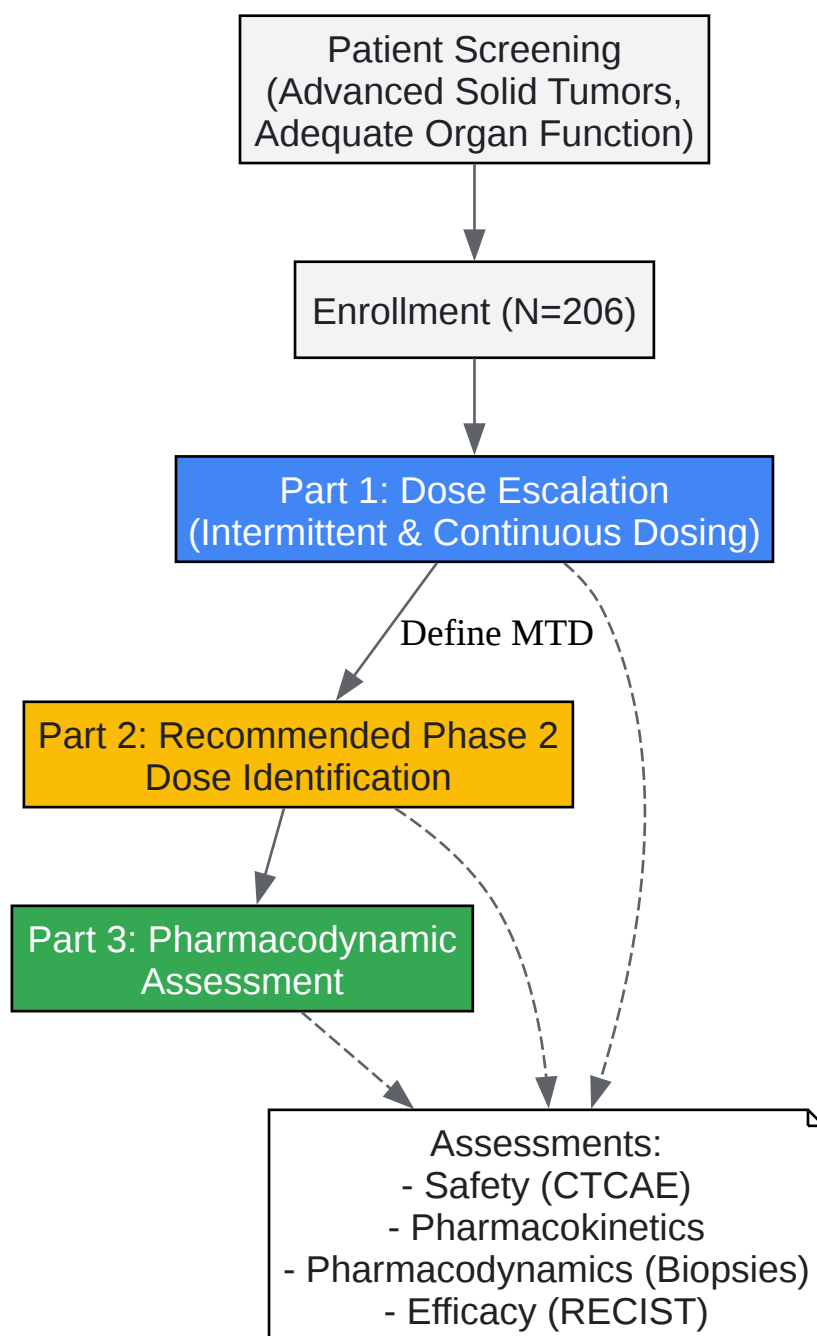 Patient Screening
(Advanced Solid Tumors,
Adequate Organ Function)
Enrollment (N=206)
Part 1: Dose Escalation
(Intermittent & Continuous Dosing)
Define MTD
Part 2: Recommended Phase 2
Dose Identification
Part 3: Pharmacodynamic
Assessment
Assessments:
- Safety (CTCAE)
- Pharmacokinetics
- Pharmacodynamics (Biopsies)
- Efficacy (RECIST)